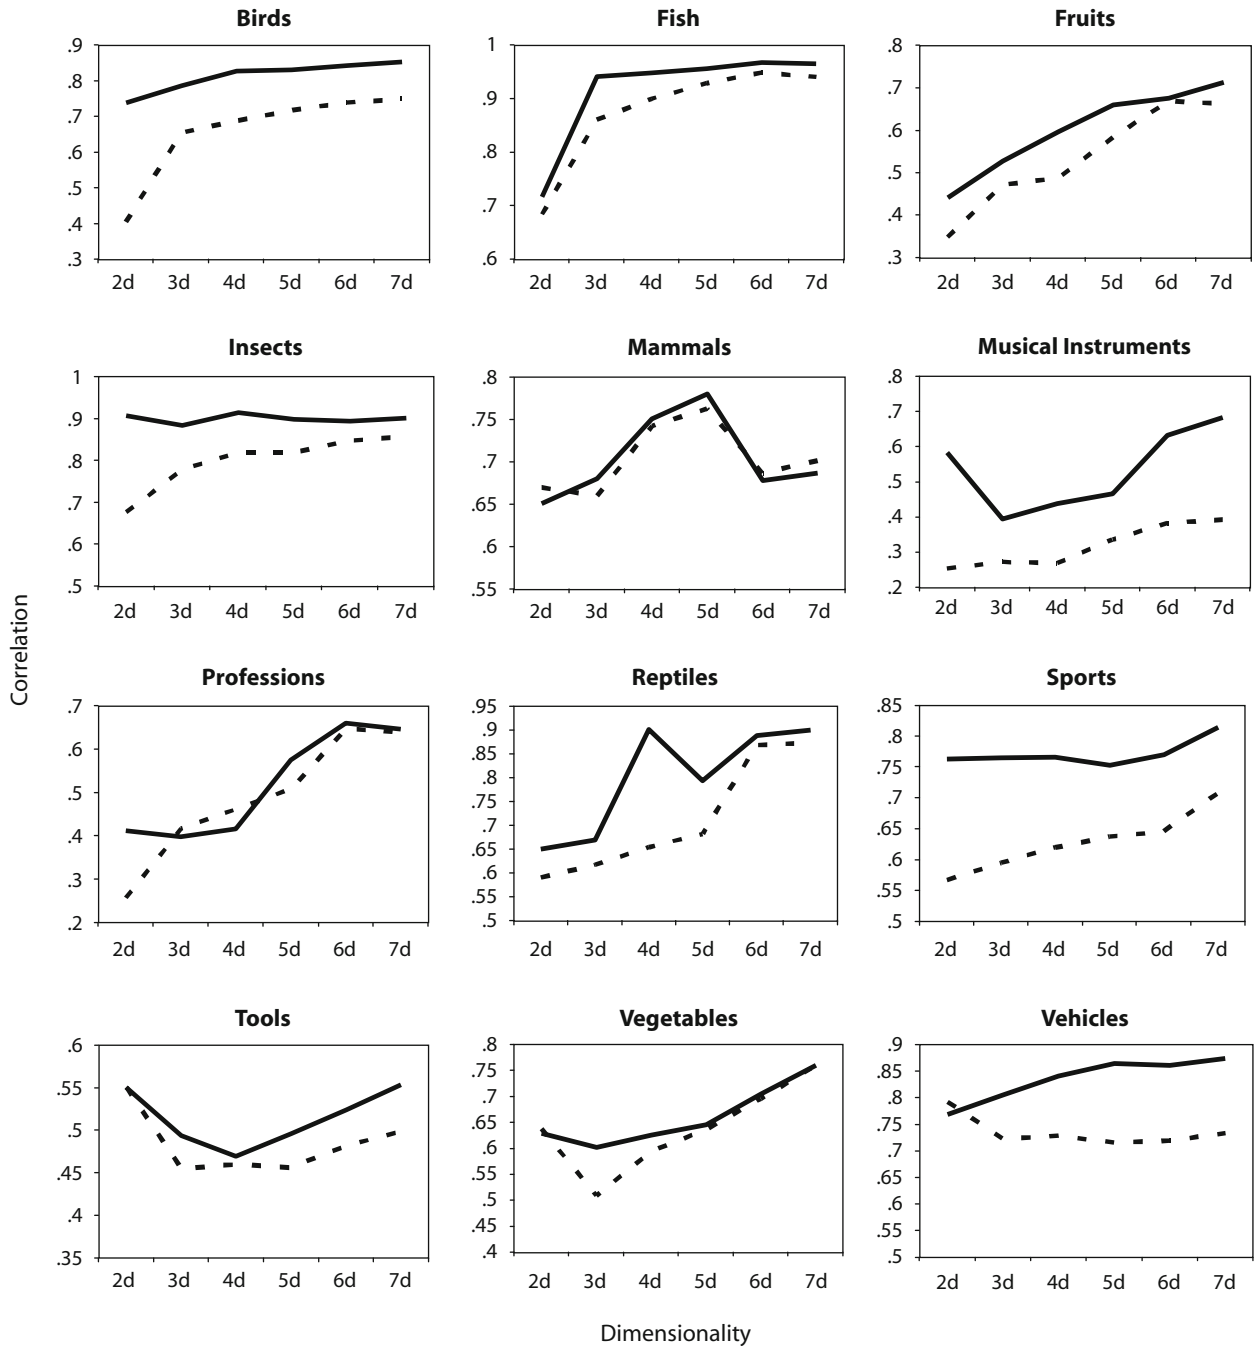 Birds Fish Fruits
.9 1 .8
.8 .9 .7
.7 .8 .6
.6 .7 .5
.5 .6 .4
.4 .3
.3
2d 3d 4d 5d 6d 7d 2d 3d 4d 5d 6d 7d 2d 3d 4d 5d 6d 7d
Insects Mammals Musical Instruments
1 .8 .8
.9 .75 .7
.8 .7 .6
.7 .65 .5
.6 .6 .4
.5 .55 .3
.2
2d 3d 4d 5d 6d 7d 2d 3d 4d 5d 6d 7d 2d 3d 4d 5d 6d 7d
Correlation
Professions Reptiles Sports
.7 .95 .85
.6 .9 .8
.5 .85 .75
.4 .8 .7
.3 .75 .65
.2 .7 .6
.65 .55
.6 .5
.55
.5
2d 3d 4d 5d 6d 7d 2d 3d 4d 5d 6d 7d 2d 3d 4d 5d 6d 7d
Tools Vegetables Vehicles
.6 .8 .9
.55 .75 .85
.5 .7 .8
.45 .65 .75
.4 .6 .7
.35 .55 .65
.5 .6
.45 .55
.4 .5
2d 3d 4d 5d 6d 7d 2d 3d 4d 5d 6d 7d 2d 3d 4d 5d 6d 7d
Dimensionality